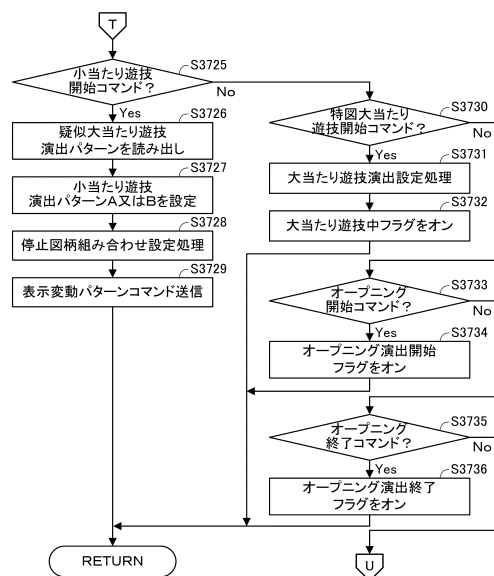 T
S3725
小当たり遊技
開始コマンド？
No
Yes
S3726
疑似大当たり遊技
演出パターンを読み出し
S3727
小当たり遊技
演出パターンA又はBを設定
S3728
停止図柄組み合わせ設定処理
S3729
表示変動パターンコマンド送信
S3730
特図大当たり
遊技開始コマンド？
No
Yes
S3731
大当たり遊技演出設定処理
S3732
大当たり遊技中フラグをオン
S3733
オープニング
開始コマンド？
No
Yes
S3734
オープニング演出開始
フラグをオン
S3735
オープニング
終了コマンド？
No
Yes
S3736
オープニング演出終了
フラグをオン
RETURN
U